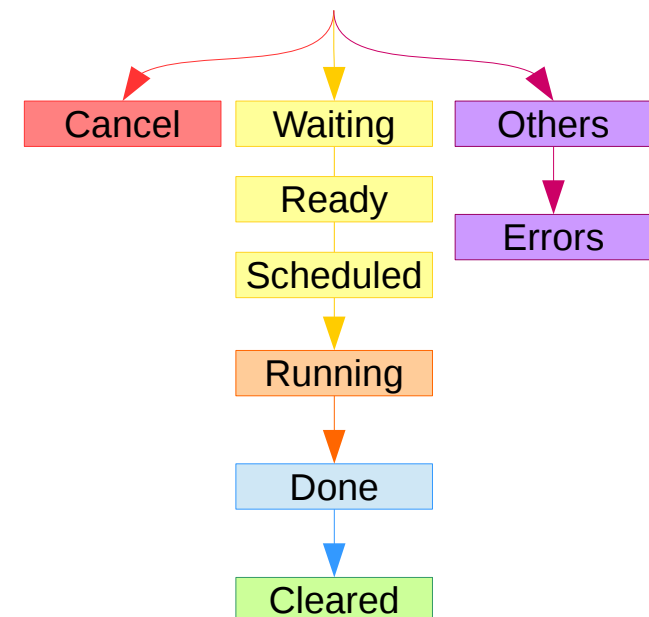 Cancel
Waiting
Others
Ready
Errors
Scheduled
Running
Done
Cleared